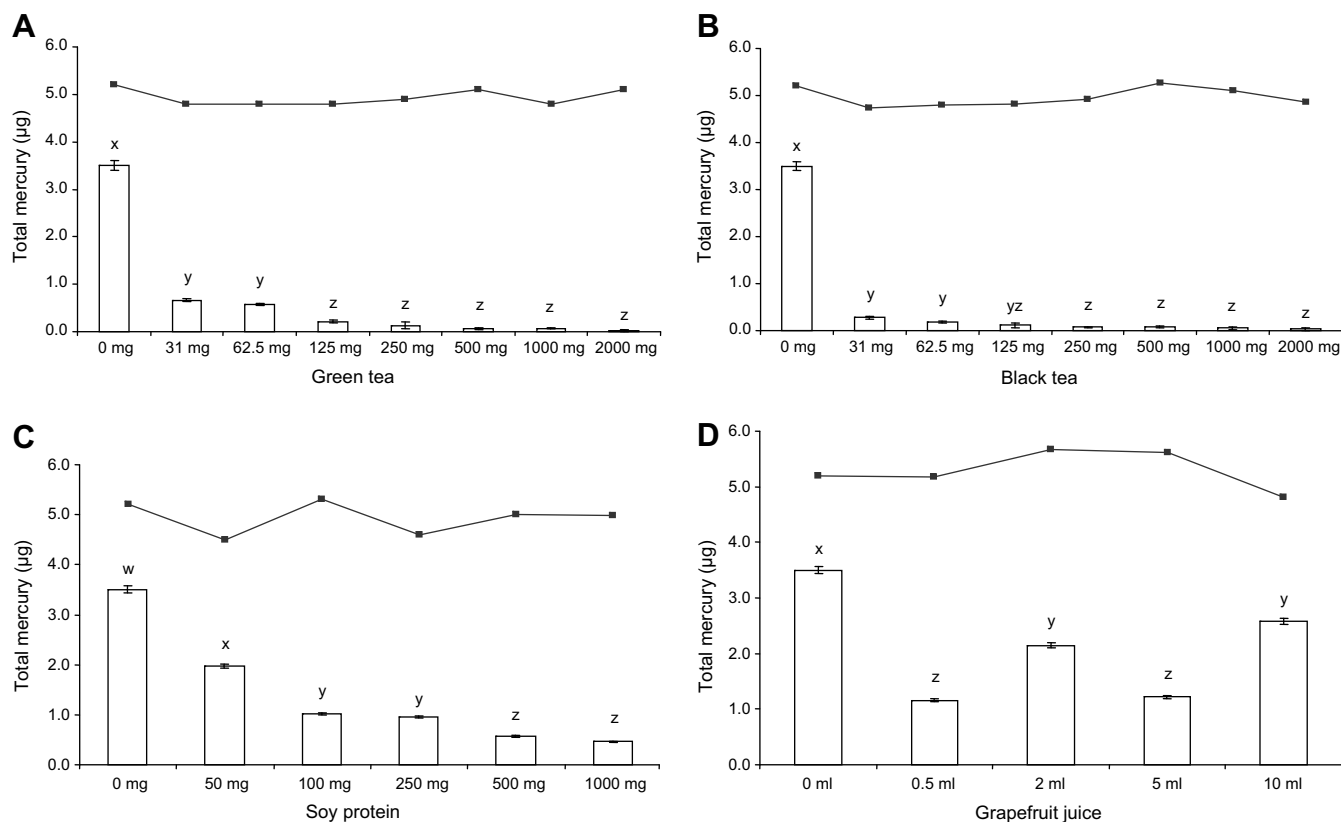 A
Total mercury (µg)
6.0
5.0
4.0
3.0
2.0
1.0
0.0
x
y
y
z
z
z
z
z
0 mg 31 mg 62.5 mg 125 mg 250 mg 500 mg 1000 mg 2000 mg
Green tea
B
Total mercury (µg)
6.0
5.0
4.0
3.0
2.0
1.0
0.0
x
y
y
yz
z
z
z
z
0 mg 31 mg 62.5 mg 125 mg 250 mg 500 mg 1000 mg 2000 mg
Black tea
C
Total mercury (µg)
6.0
5.0
4.0
3.0
2.0
1.0
0.0
w
x
y
y
z
z
0 mg 50 mg 100 mg 250 mg 500 mg 1000 mg
Soy protein
D
Total mercury (µg)
6.0
5.0
4.0
3.0
2.0
1.0
0.0
x
z
y
z
y
0 ml 0.5 ml 2 ml 5 ml 10 ml
Grapefruit juice